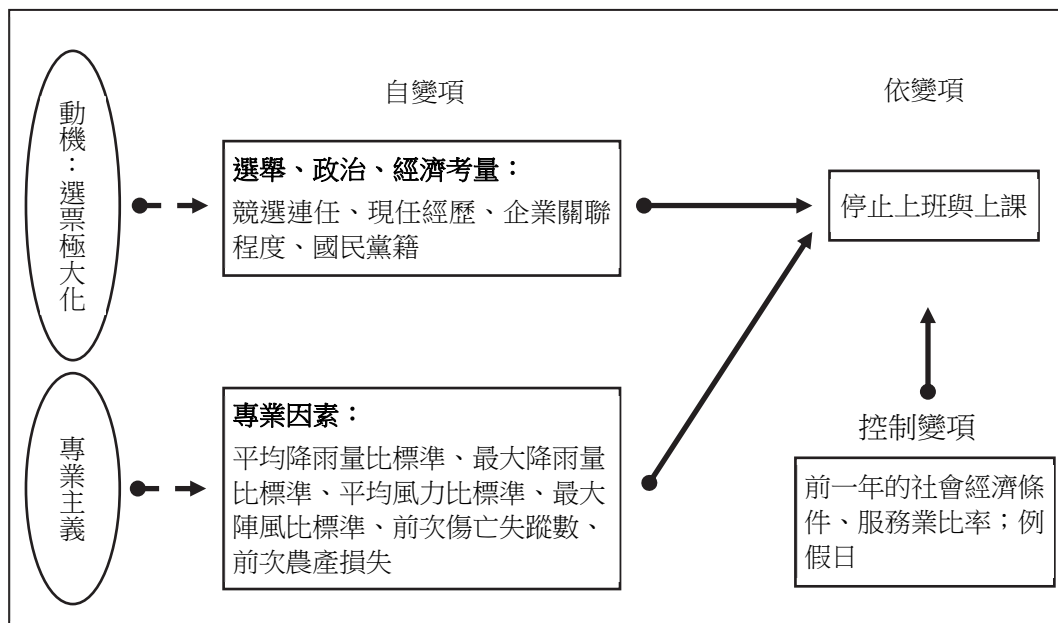 動機：選票極大化
自變項
依變項
選舉、政治、經濟考量：
競選連任、現任經歷、企業關聯
程度、國民黨籍
停止上班與上課
專業主義
專業因素：
平均降雨量比標準、最大降雨量
比標準、平均風力比標準、最大
陣風比標準、前次傷亡失蹤數、
前次農產損失
控制變項
前一年的社會經濟條
件、服務業比率；例
假日